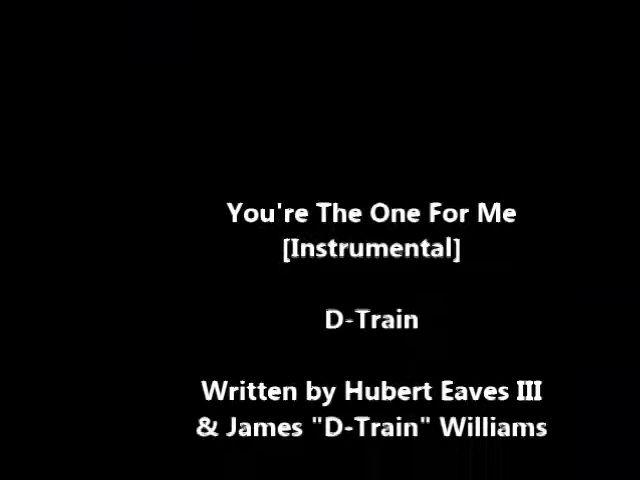 You're The One For Me
[Instrumental]
D-Train
Written by Hubert Eaves III
& James "D-Train" Williams